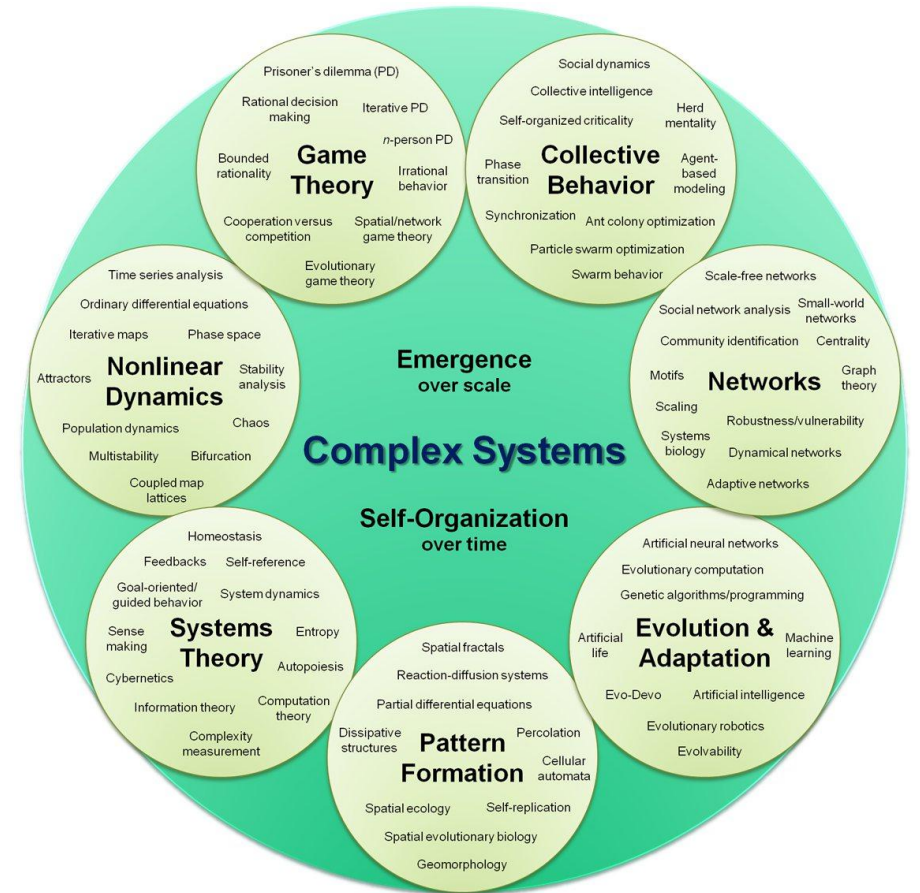 Prisoner's dilemma (PD)
Rational decision
making
Iterative PD
n-person PD
Bounded
rationality
Game
Theory
Irrational
behavior
Cooperation versus
competition
Spatial/network
game theory
Evolutionary
game theory
Social dynamics
Collective intelligence
Self-organized criticality
Herd
mentality
Phase
transition
Collective
Behavior
Agent-
based
modeling
Synchronization
Ant colony optimization
Particle swarm optimization
Swarm behavior
Time series analysis
Ordinary differential equations
Iterative maps
Phase space
Attractors
Nonlinear
Dynamics
Stability
analysis
Population dynamics
Chaos
Multistability
Bifurcation
Coupled map
lattices
Emergence
over scale
Complex Systems
Self-Organization
over time
Scale-free networks
Social network analysis
Small-world
networks
Community identification
Centrality
Motifs
Networks
Graph
theory
Scaling
Robustness/vulnerability
Systems
biology
Dynamical networks
Adaptive networks
Homeostasis
Feedbacks
Self-reference
Goal-oriented/
guided behavior
System dynamics
Sense
making
Systems
Theory
Entropy
Autopoiesis
Cybernetics
Information theory
Computation
theory
Complexity
measurement
Spatial fractals
Reaction-diffusion systems
Partial differential equations
Dissipative
structures
Pattern
Formation
Percolation
Cellular
automata
Spatial ecology
Self-replication
Spatial evolutionary biology
Geomorphology
Artificial neural networks
Evolutionary computation
Genetic algorithms/programming
Artificial
life
Evolution &
Adaptation
Machine
learning
Evo-Devo
Artificial intelligence
Evolutionary robotics
Evolvability